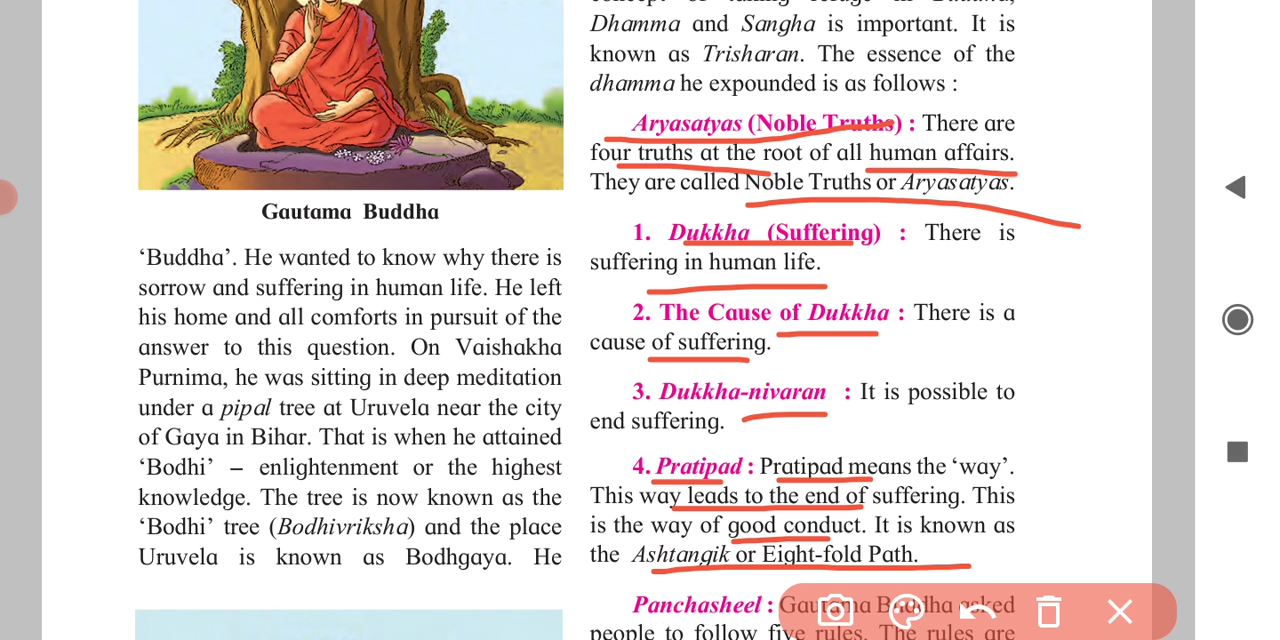 Gautama Buddha
‘Buddha’. He wanted to know why there is
sorrow and suffering in human life. He left
his home and all comforts in pursuit of the
answer to this question. On Vaishakha
Purnima, he was sitting in deep meditation
under a pipal tree at Uruvela near the city
of Gaya in Bihar. That is when he attained
‘Bodhi’ – enlightenment or the highest
knowledge. The tree is now known as the
‘Bodhi’ tree (Bodhivriksha) and the place
Uruvela is known as Bodhgaya. He
Dhamma and Sangha is important. It is
known as Trisharan. The essence of the
dhamma he expounded is as follows :
Aryasatyas (Noble Truths) : There are
four truths at the root of all human affairs.
They are called Noble Truths or Aryasatyas.
1. Dukkha (Suffering) : There is
suffering in human life.
2. The Cause of Dukkha : There is a
cause of suffering.
3. Dukkha-nivaran : It is possible to
end suffering.
4. Pratipad : Pratipad means the ‘way’.
This way leads to the end of suffering. This
is the way of good conduct. It is known as
the Ashtangik or Eight-fold Path.
Panchasheel : Gautama Buddha asked
people to follow five rules. The rules are